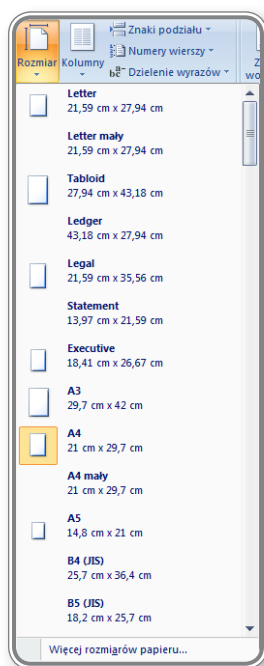 Rozmiar
Kolumny
Znaki podziału
Numery wierszy
Dzielenie wyrazów
Letter
21,59 cm x 27,94 cm
Letter mały
21,59 cm x 27,94 cm
Tabloid
27,94 cm x 43,18 cm
Ledger
43,18 cm x 27,94 cm
Legal
21,59 cm x 35,56 cm
Statement
13,97 cm x 21,59 cm
Executive
18,41 cm x 26,67 cm
A3
29,7 cm x 42 cm
A4
21 cm x 29,7 cm
A4 mały
21 cm x 29,7 cm
A5
14,8 cm x 21 cm
B4 (JIS)
25,7 cm x 36,4 cm
B5 (JIS)
18,2 cm x 25,7 cm
Więcej rozmiarów papieru...